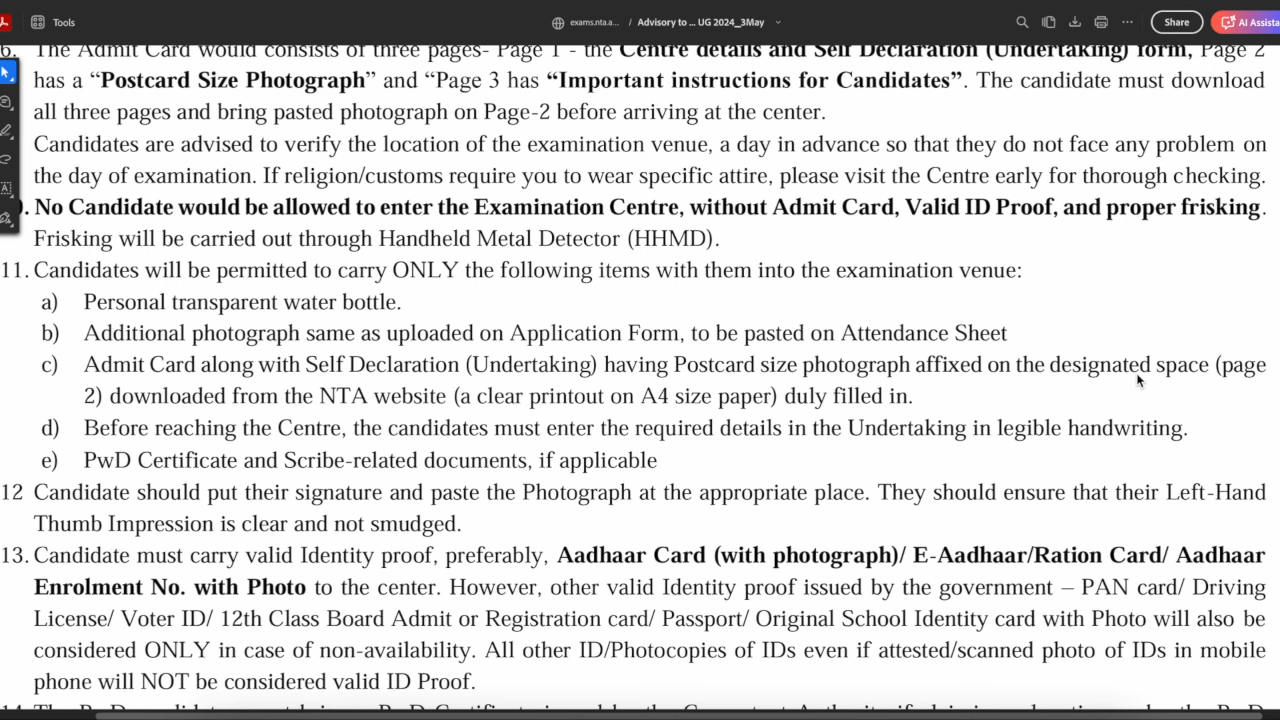 Tools
exams.nta.a... / Advisory to ... UG 2024_3May
Share
AI Assista
6. The Admit Card would consists of three pages- Page 1 - the Centre details and Self Declaration (Undertaking) form, Page 2
has a “Postcard Size Photograph” and “Page 3 has “Important instructions for Candidates”. The candidate must download
all three pages and bring pasted photograph on Page-2 before arriving at the center.
Candidates are advised to verify the location of the examination venue, a day in advance so that they do not face any problem on
the day of examination. If religion/customs require you to wear specific attire, please visit the Centre early for thorough checking.
. No Candidate would be allowed to enter the Examination Centre, without Admit Card, Valid ID Proof, and proper frisking.
Frisking will be carried out through Handheld Metal Detector (HHMD).
11. Candidates will be permitted to carry ONLY the following items with them into the examination venue:
a) Personal transparent water bottle.
b) Additional photograph same as uploaded on Application Form, to be pasted on Attendance Sheet
c) Admit Card along with Self Declaration (Undertaking) having Postcard size photograph affixed on the designated space (page
2) downloaded from the NTA website (a clear printout on A4 size paper) duly filled in.
d) Before reaching the Centre, the candidates must enter the required details in the Undertaking in legible handwriting.
e) PwD Certificate and Scribe-related documents, if applicable
12 Candidate should put their signature and paste the Photograph at the appropriate place. They should ensure that their Left-Hand
Thumb Impression is clear and not smudged.
13. Candidate must carry valid Identity proof, preferably, Aadhaar Card (with photograph)/ E-Aadhaar/Ration Card/ Aadhaar
Enrolment No. with Photo to the center. However, other valid Identity proof issued by the government – PAN card/ Driving
License/ Voter ID/ 12th Class Board Admit or Registration card/ Passport/ Original School Identity card with Photo will also be
considered ONLY in case of non-availability. All other ID/Photocopies of IDs even if attested/scanned photo of IDs in mobile
phone will NOT be considered valid ID Proof.